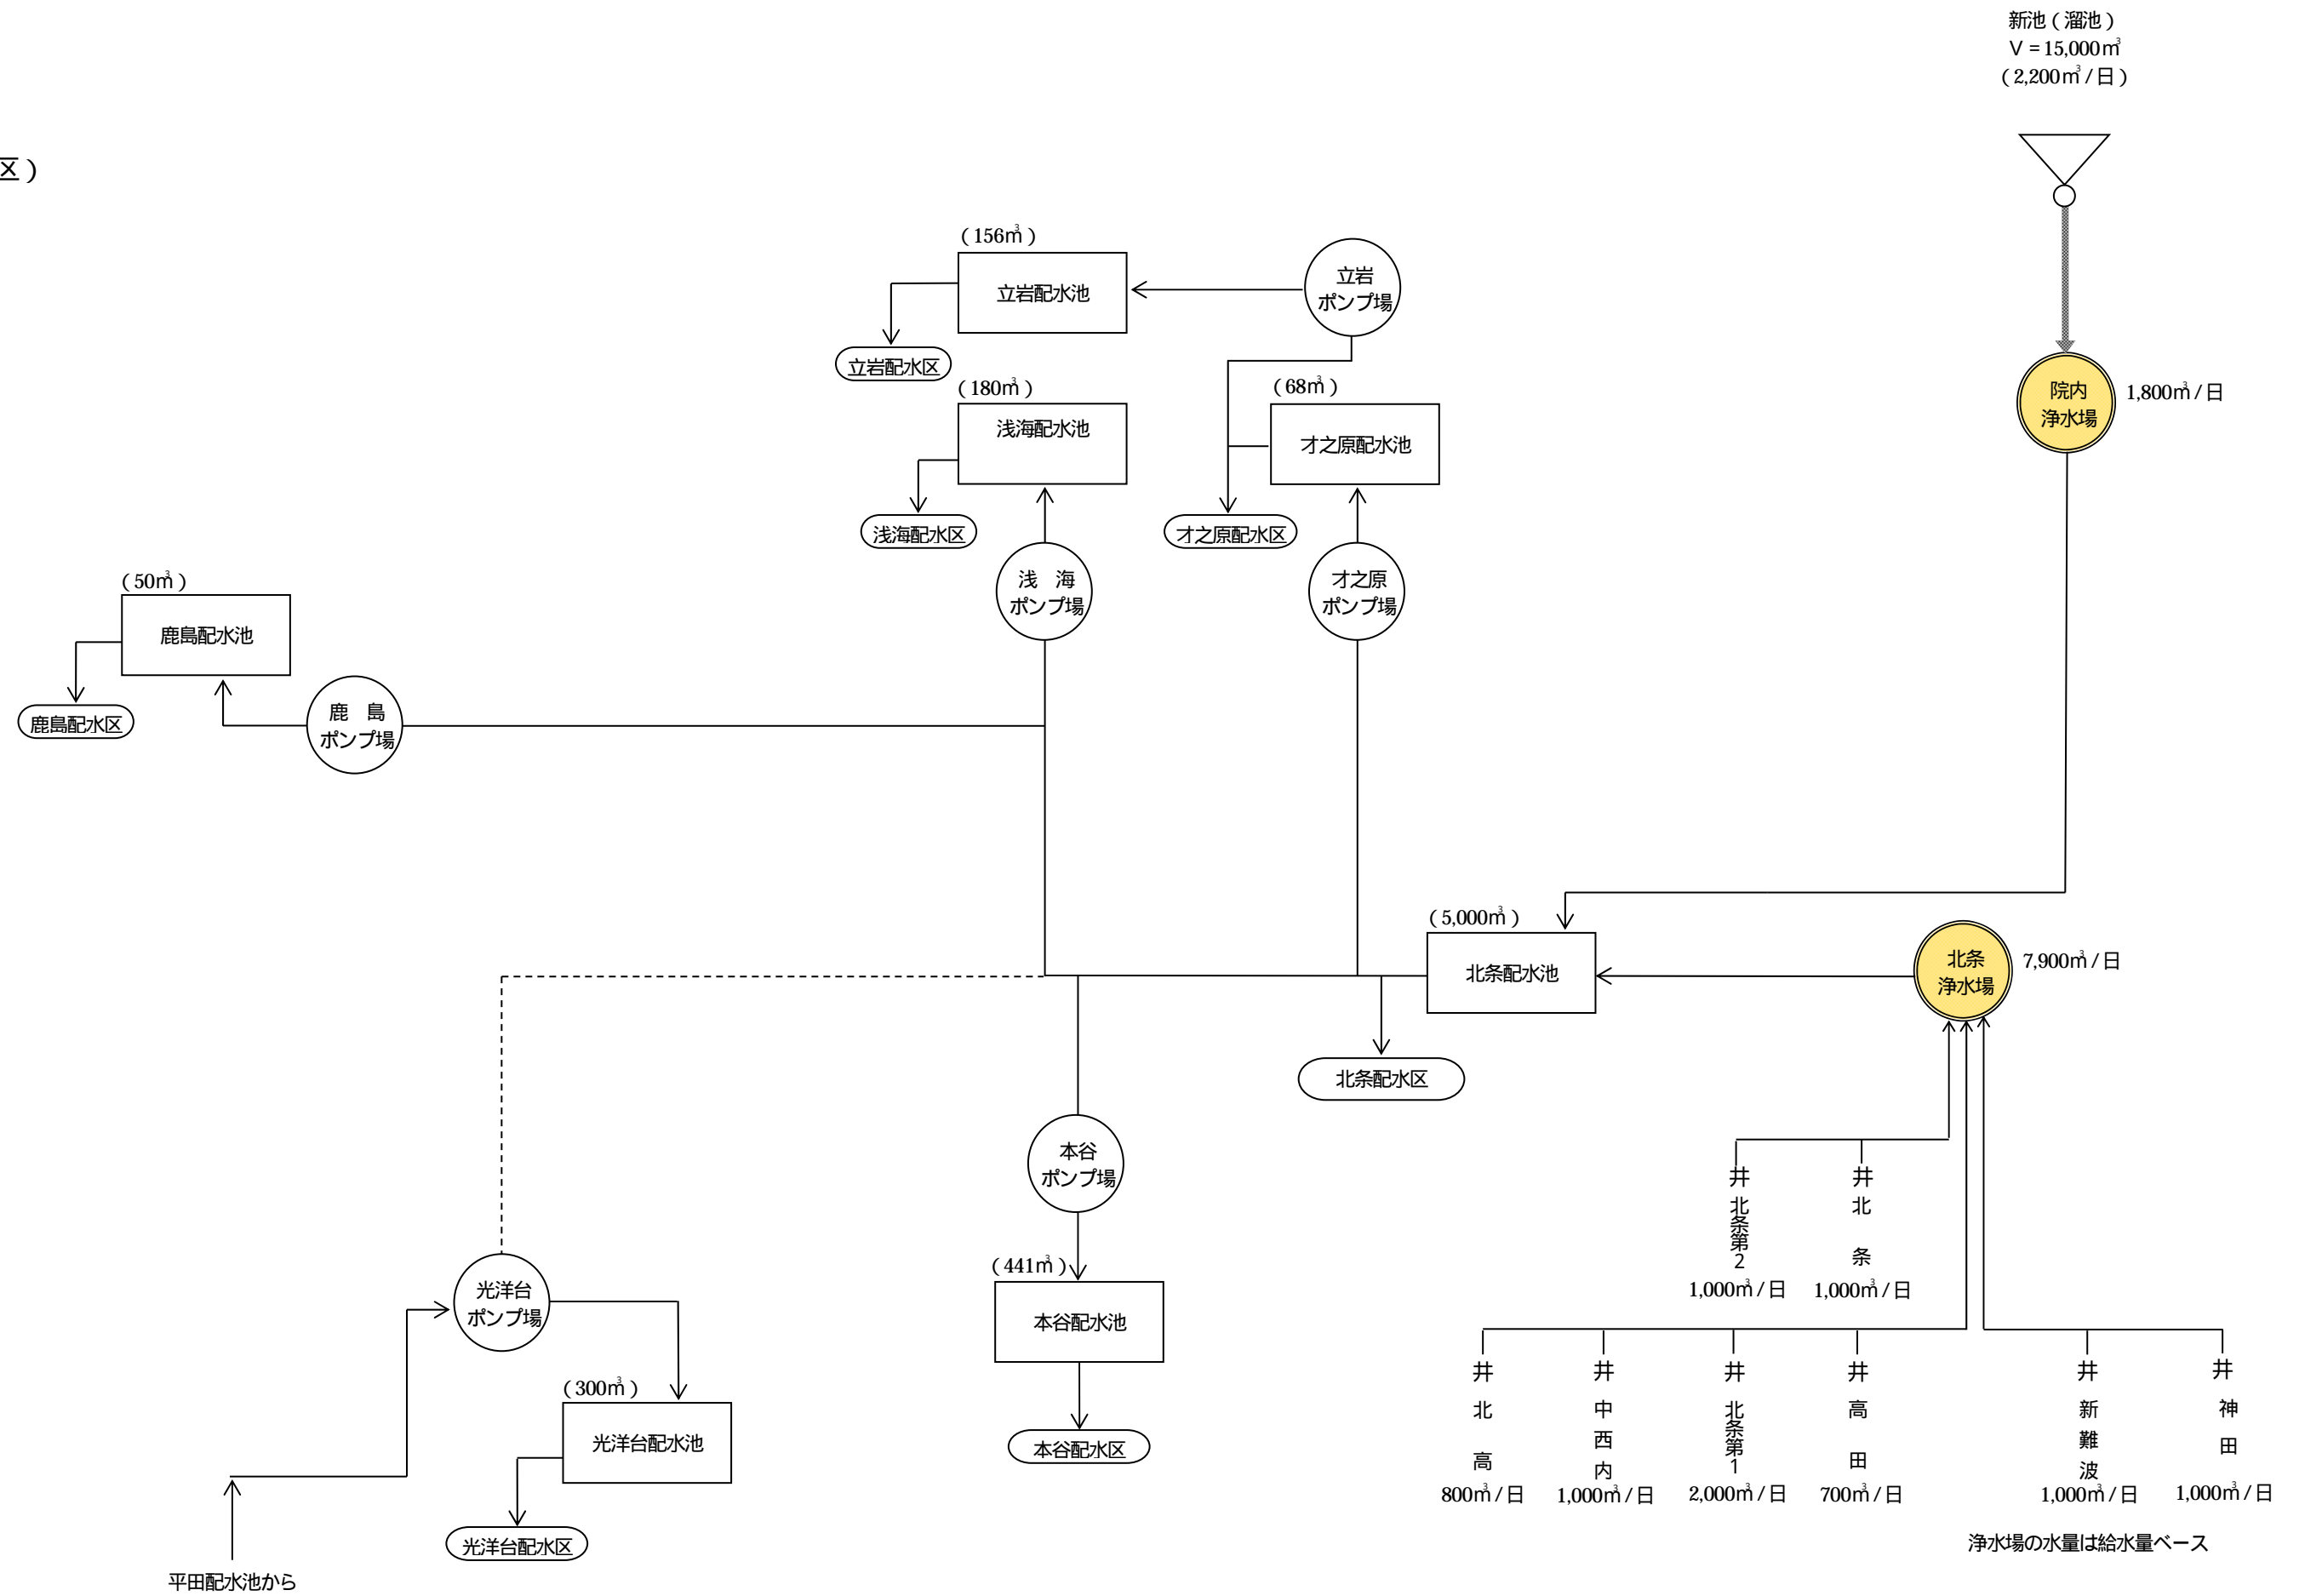 新池（溜池）
V＝15,000㎥
（2,200㎥/日）
区）
（156㎥）
立岩配水池
立岩
ポンプ場
立岩配水区
（180㎥）
浅海配水池
浅海配水区
（68㎥）
才之原配水池
才之原配水区
院内
浄水場
1,800㎥/日
浅　海
ポンプ場
才之原
ポンプ場
（50㎥）
鹿島配水池
鹿島配水区
鹿　島
ポンプ場
（5,000㎥）
北条配水池
北条
浄水場
7,900㎥/日
北条配水区
本谷
ポンプ場
井
北条第2
1,000㎥/日
井
北　条
1,000㎥/日
（441㎥）
本谷配水池
本谷配水区
光洋台
ポンプ場
（300㎥）
光洋台配水池
光洋台配水区
平田配水池から
井
北　高
800㎥/日
井
中西内
1,000㎥/日
井
北条第1
2,000㎥/日
井
高　田
700㎥/日
井
新難波
1,000㎥/日
井
神田
1,000㎥/日
浄水場の水量は給水量ベース